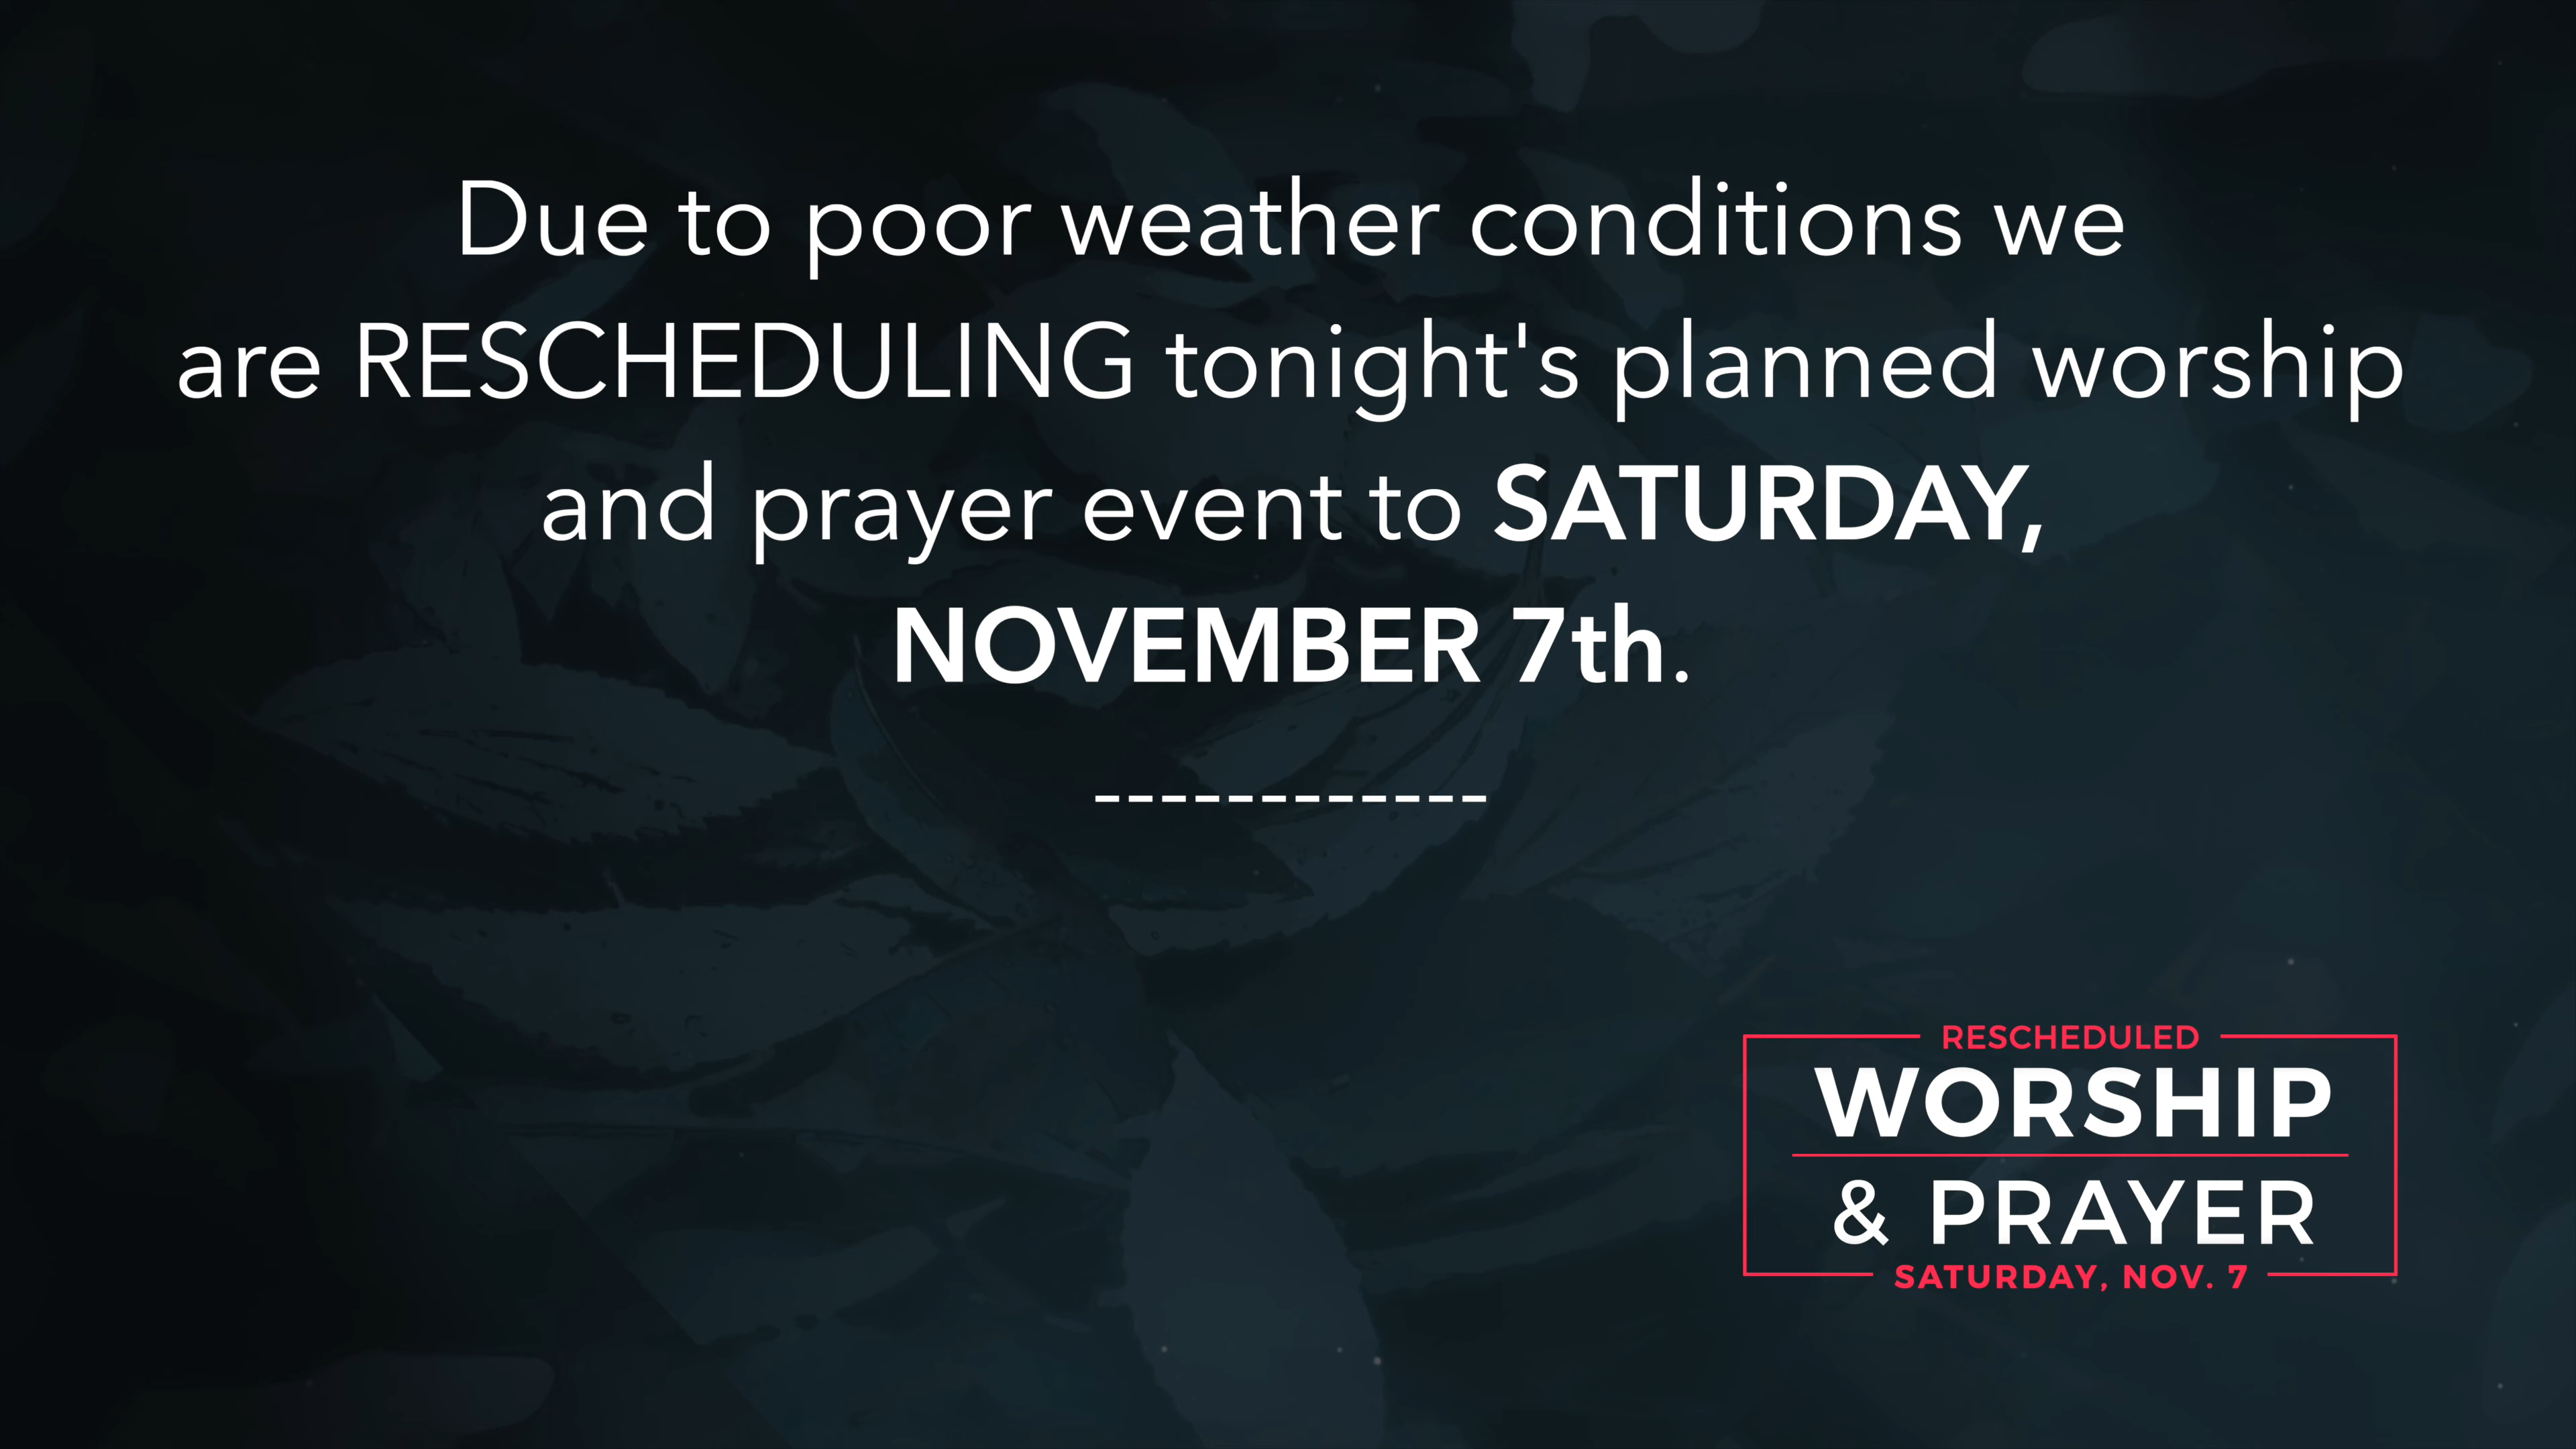 Due to poor weather conditions we
are RESCHEDULING tonight's planned worship
and prayer event to SATURDAY,
NOVEMBER 7th.
------------
RESCHEDULED
WORSHIP
& PRAYER
SATURDAY, NOV. 7